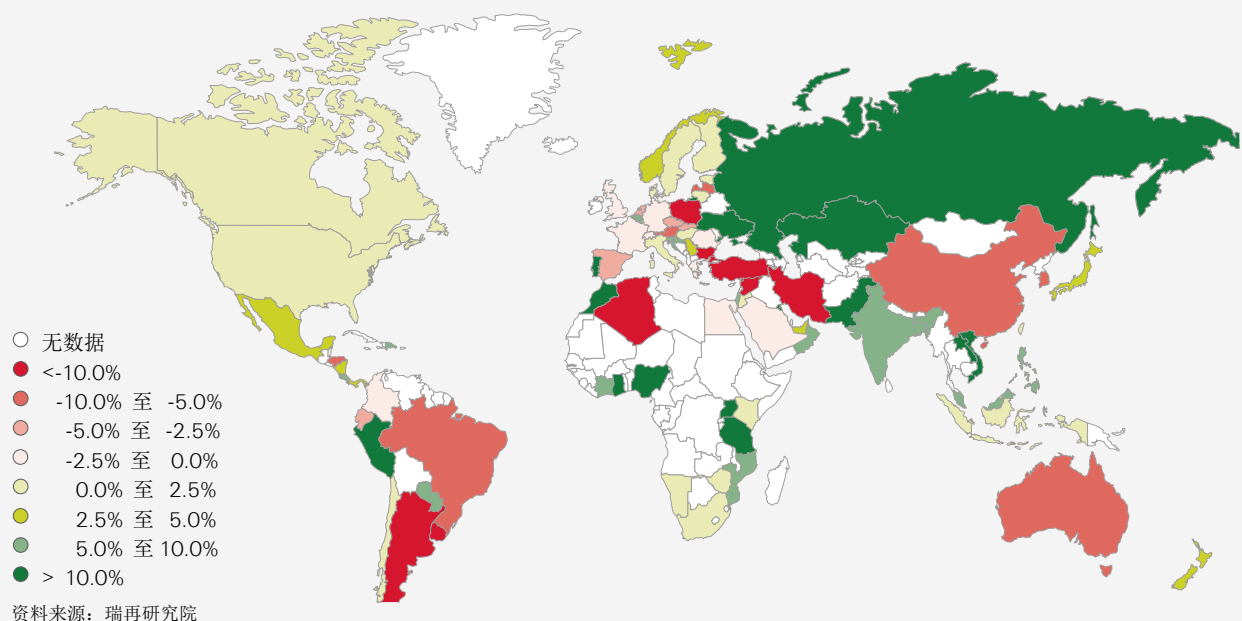 无数据
<-10.0%
-10.0% 至 -5.0%
-5.0% 至 -2.5%
-2.5% 至 0.0%
0.0% 至 2.5%
2.5% 至 5.0%
5.0% 至 10.0%
> 10.0%
资料来源：瑞再研究院